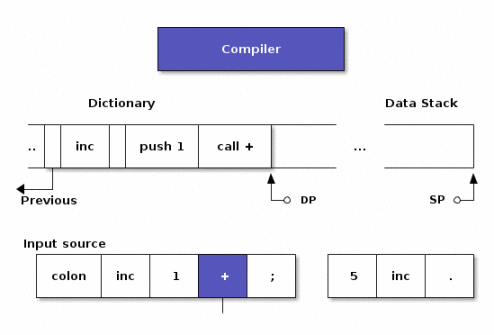 Compiler
Dictionary Data Stack
.. inc push 1 call + ...
Previous DP SP
Input source
colon inc 1 + ; 5 inc .